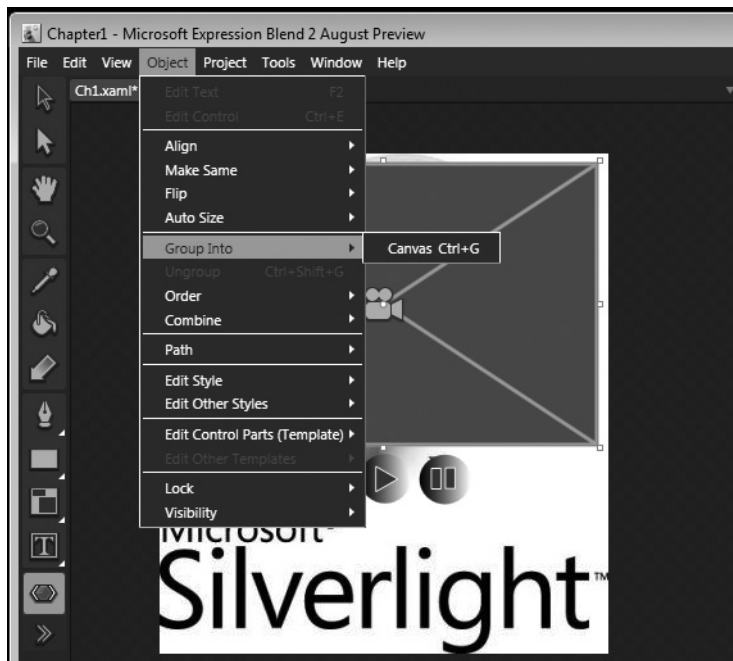 Chapter1 - Microsoft Expression Blend 2 August Preview
File Edit View Object Project Tools Window Help
Ch1.xaml*
Edit Text F2
Edit Control Ctrl+E
Align
Make Same
Flip
Auto Size
Group Into
Canvas Ctrl+G
Ungroup Ctrl+Shift+G
Order
Combine
Path
Edit Style
Edit Other Styles
Edit Control Parts (Template)
Edit Other Templates
Lock
Visibility
Microsoft®
Silverlight™